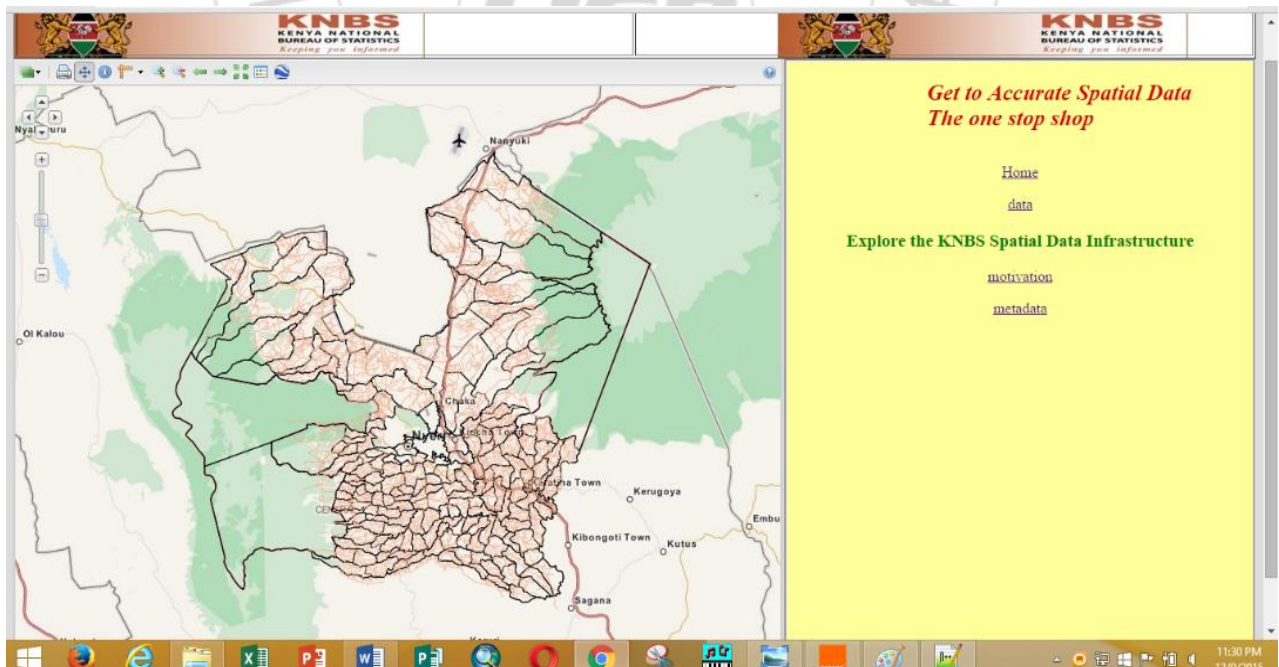 KNBS
KENYA NATIONAL
BUREAU OF STATISTICS
Keeping you informed
KNBS
KENYA NATIONAL
BUREAU OF STATISTICS
Keeping you informed
Get to Accurate Spatial Data
The one stop shop
Home
data
Explore the KNBS Spatial Data Infrastructure
motivation
metadata
Nanyuki
Ol Kalou
Chaka
Town
Kerugoya
Embu
Kibongoti Town
Kutus
Sagana
11:30 PM